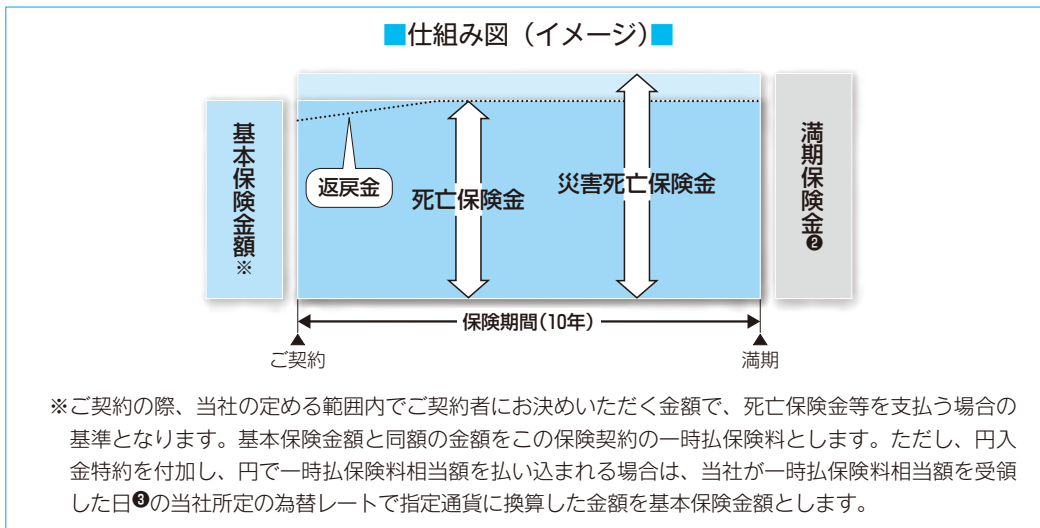 ■仕組み図（イメージ）■
基本保険金額※
返戻金
死亡保険金
災害死亡保険金
満期保険金❷
保険期間(10年)
▲
ご契約
▲
満期
※ご契約の際、当社の定める範囲内でご契約者にお決めいただく金額で、死亡保険金等を支払う場合の
基準となります。基本保険金額と同額の金額をこの保険契約の一時払保険料とします。ただし、円入
金特約を付加し、円で一時払保険料相当額を払い込まれる場合は、当社が一時払保険料相当額を受領
した日❸の当社所定の為替レートで指定通貨に換算した金額を基本保険金額とします。